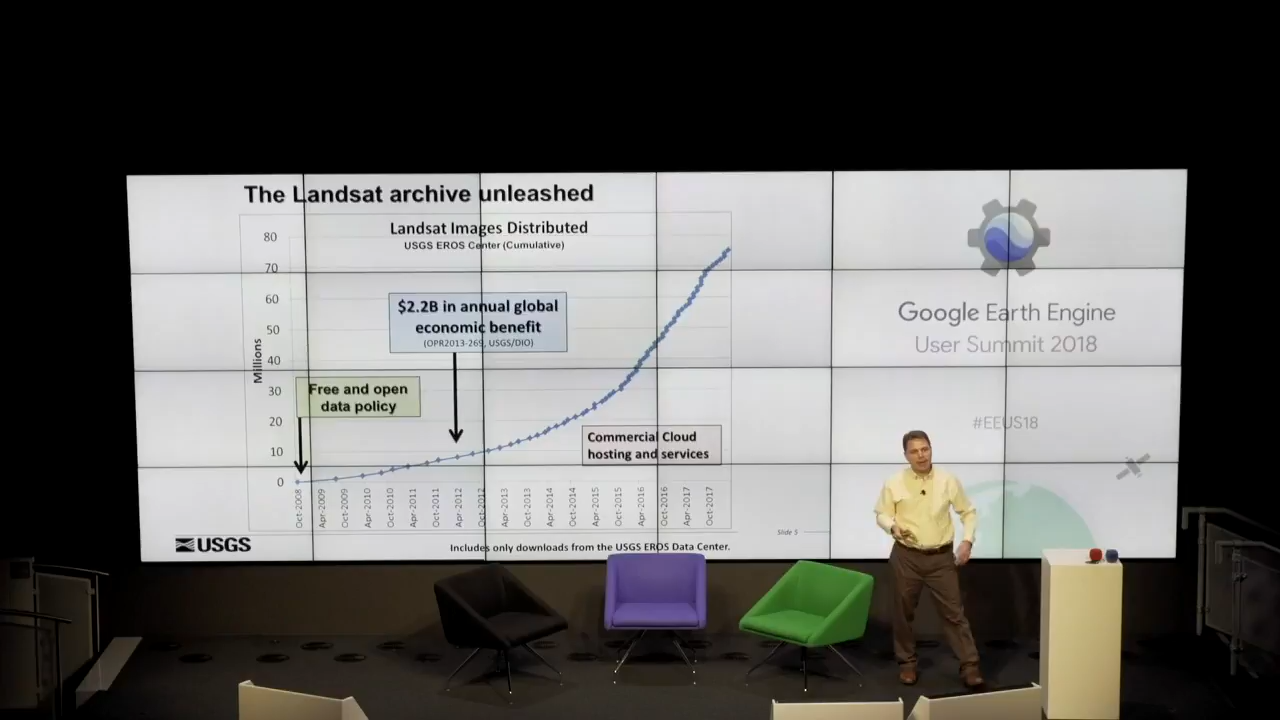 The Landsat archive unleashed
Landsat Images Distributed
USGS EROS Center (Cumulative)
80
70
60
50
40
30
20
10
0
Millions
$2.2B in annual global
economic benefit
(OPR2013-269, USGS/DIO)
Free and open
data policy
Commercial Cloud
hosting and services
Oct-2008
Apr-2009
Oct-2009
Apr-2010
Oct-2010
Apr-2011
Oct-2011
Apr-2012
Oct-2012
Apr-2013
Oct-2013
Apr-2014
Oct-2014
Apr-2015
Oct-2015
Apr-2016
Oct-2016
Apr-2017
Oct-2017
USGS
Includes only downloads from the USGS EROS Data Center.
Slide 5
Google Earth Engine
User Summit 2018
#EEUS18